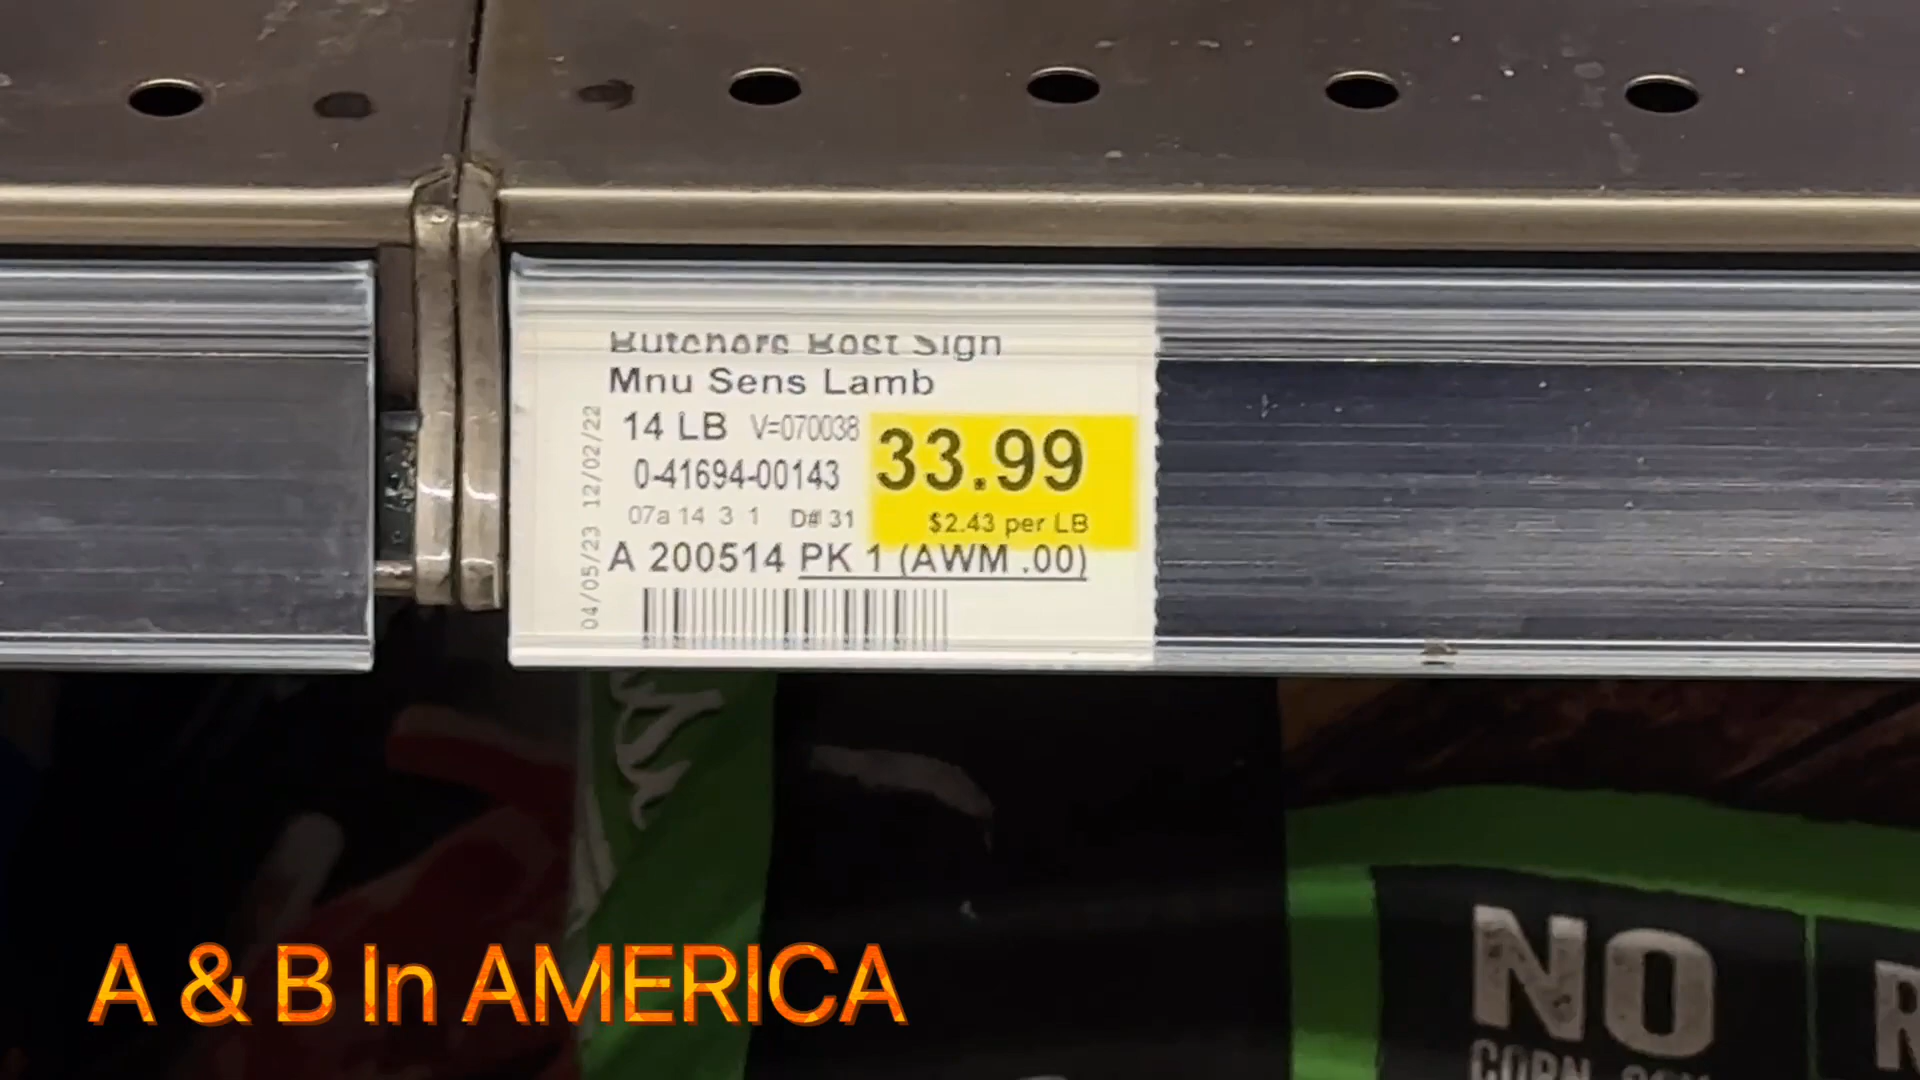 Butchers Best Sign
Mnu Sens Lamb
14 LB V=070038
33.99
0-41694-00143
07a 14 3 1 D# 31
$2.43 per LB
A 200514 PK 1 (AWM .00)
04/05/23 12/02/22
NO
CORN
A & B In AMERICA